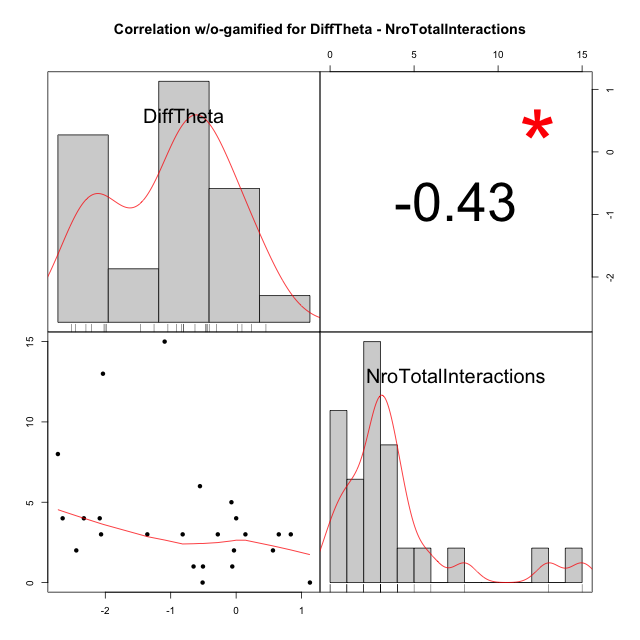 Correlation w/o-gamified for DiffTheta - NroTotalInteractions
0 5 10 15
DiffTheta
*
-0.43
1
0
-1
-2
15
10
5
0
NroTotalInteractions
-2 -1 0 1